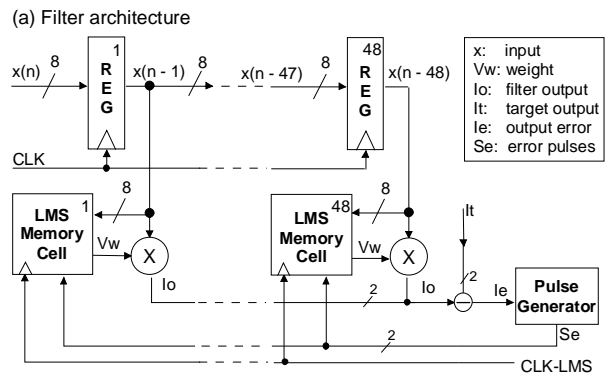 (a) Filter architecture
x(n)
8
1
REG
x(n - 1)
8
x(n - 47)
8
48
REG
x(n - 48)
x: input
Vw: weight
Io: filter output
It: target output
Ie: output error
Se: error pulses
CLK
8
8
It
1
LMS
Memory
Cell
Vw
X
Io
48
LMS
Memory
Cell
Vw
X
2
Io
2
Ie
Pulse
Generator
2
Se
CLK-LMS